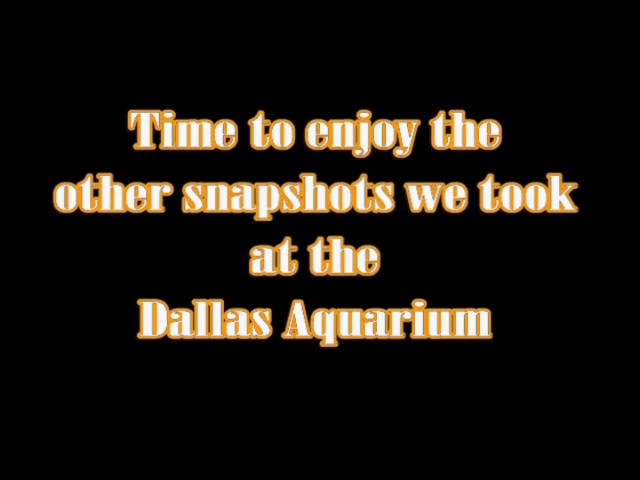 Time to enjoy the
other snapshots we took
at the
Dallas Aquarium